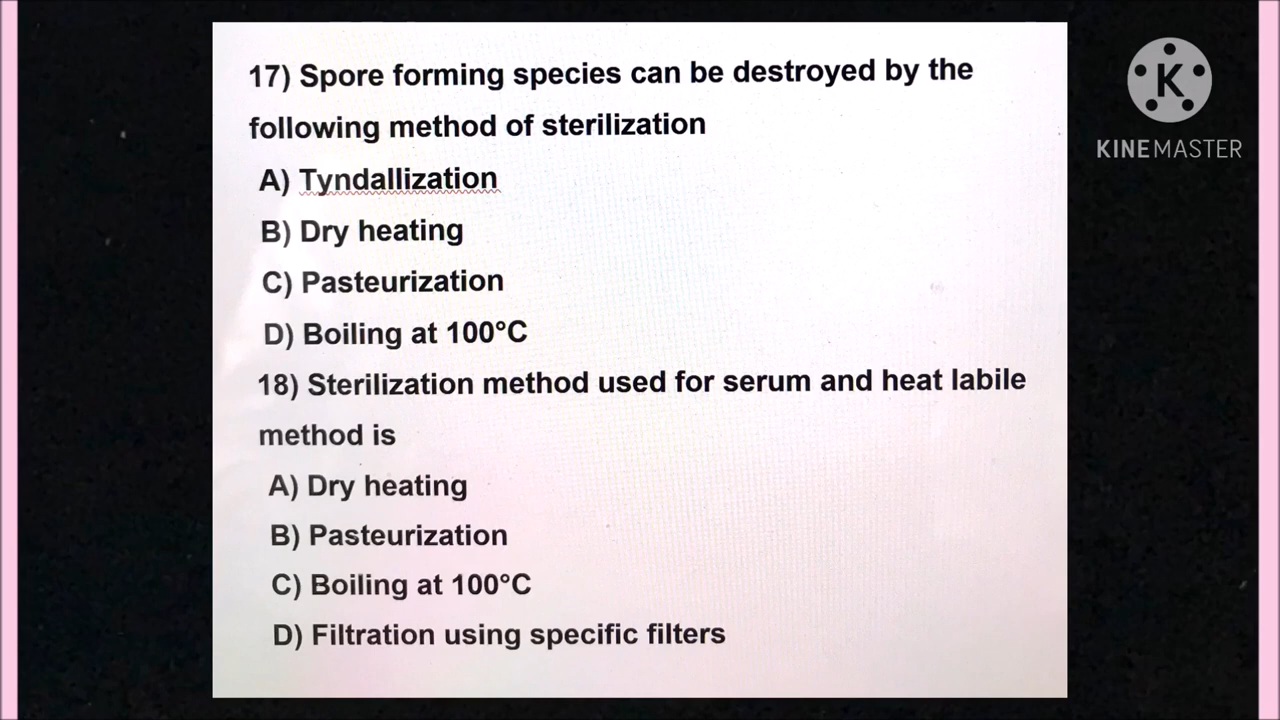 17) Spore forming species can be destroyed by the
following method of sterilization
A) Tyndallization
B) Dry heating
C) Pasteurization
D) Boiling at 100°C
18) Sterilization method used for serum and heat labile
method is
A) Dry heating
B) Pasteurization
C) Boiling at 100°C
D) Filtration using specific filters
K
KINEMASTER